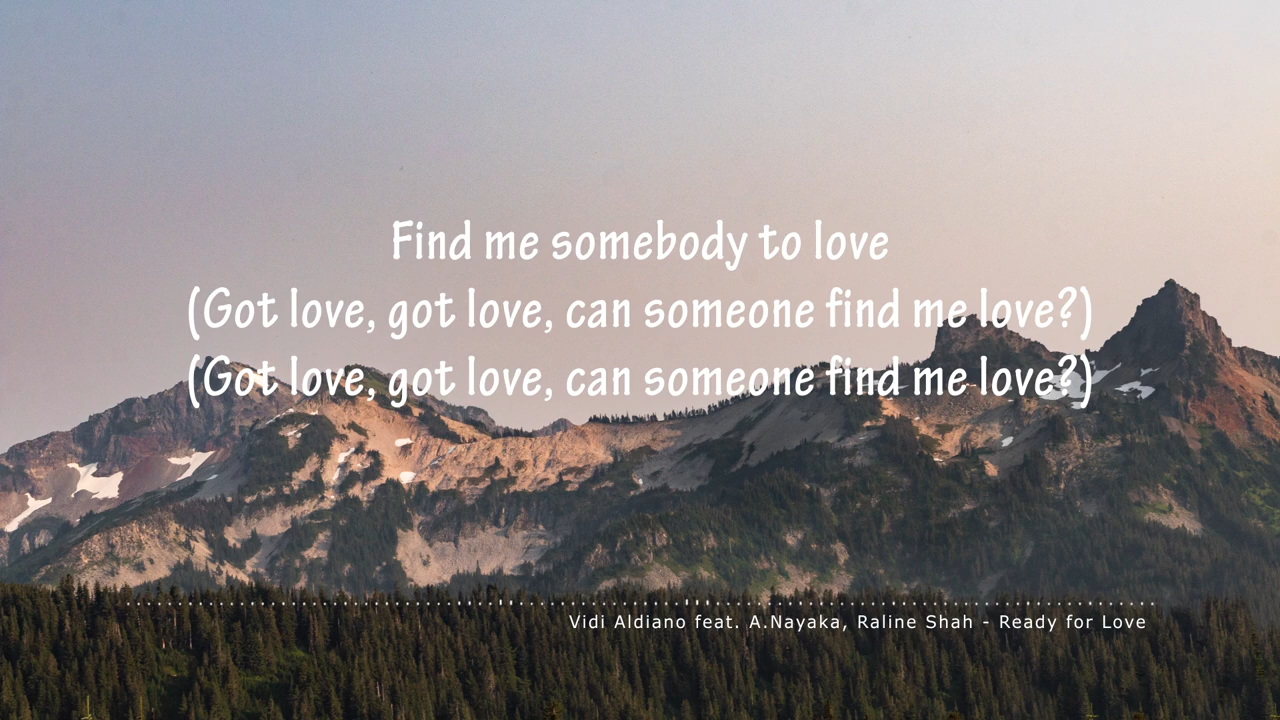 Find me somebody to love
(Got love, got love, can someone find me love?)
(Got love, got love, can someone find me love?)
Vidi Aldiano feat. A.Nayaka, Raline Shah - Ready for Love